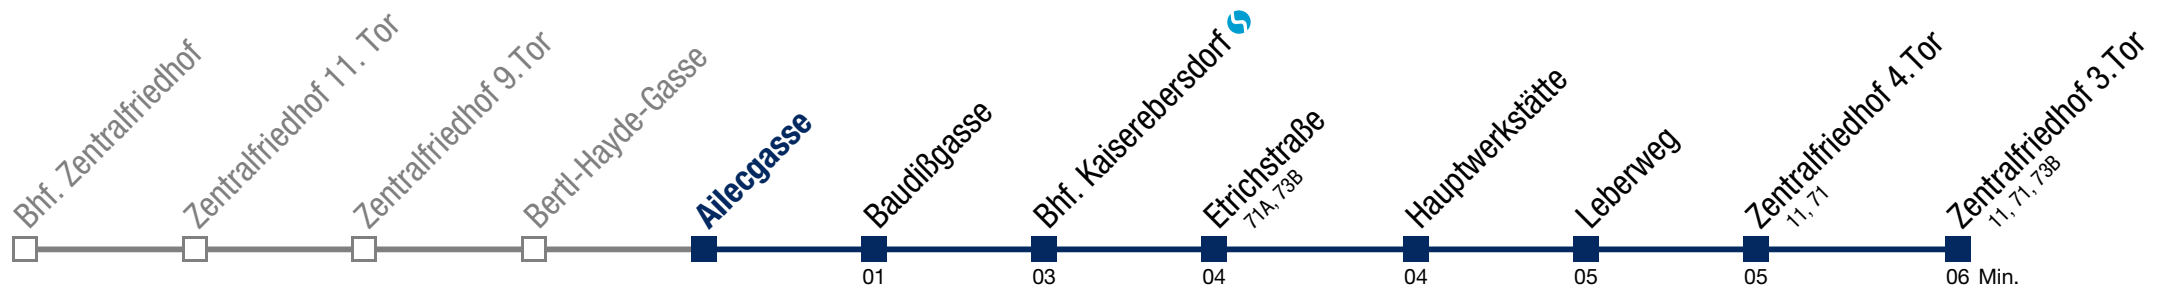 Bhf. Zentralfriedhof
Zentralfriedhof 11. Tor
Zentralfriedhof 9.Tor
Bertl-Hayde-Gasse
Ailecgasse
Baudißgasse
01
Bhf. Kaiserebersdorf
03
Etrichstraße
71A, 73B
04
Hauptwerkstätte
04
Leberweg
05
Zentralfriedhof 4.Tor
11, 71
05
Zentralfriedhof 3.Tor
11, 71, 73B
06 Min.